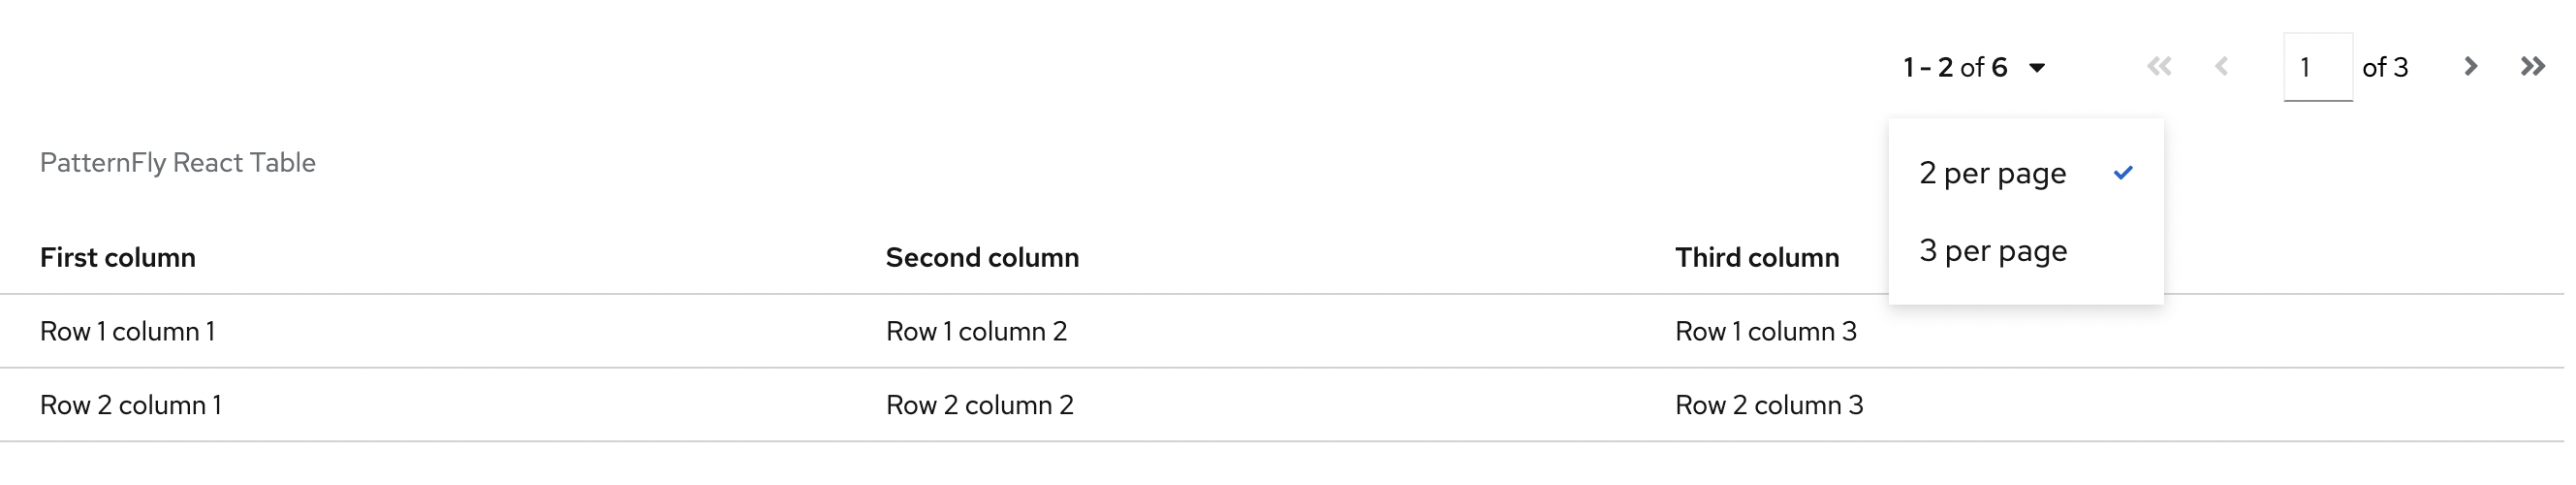 1 - 2 of 6 1 of 3
PatternFly React Table
2 per page
3 per page
First column Second column Third column
Row 1 column 1 Row 1 column 2 Row 1 column 3
Row 2 column 1 Row 2 column 2 Row 2 column 3